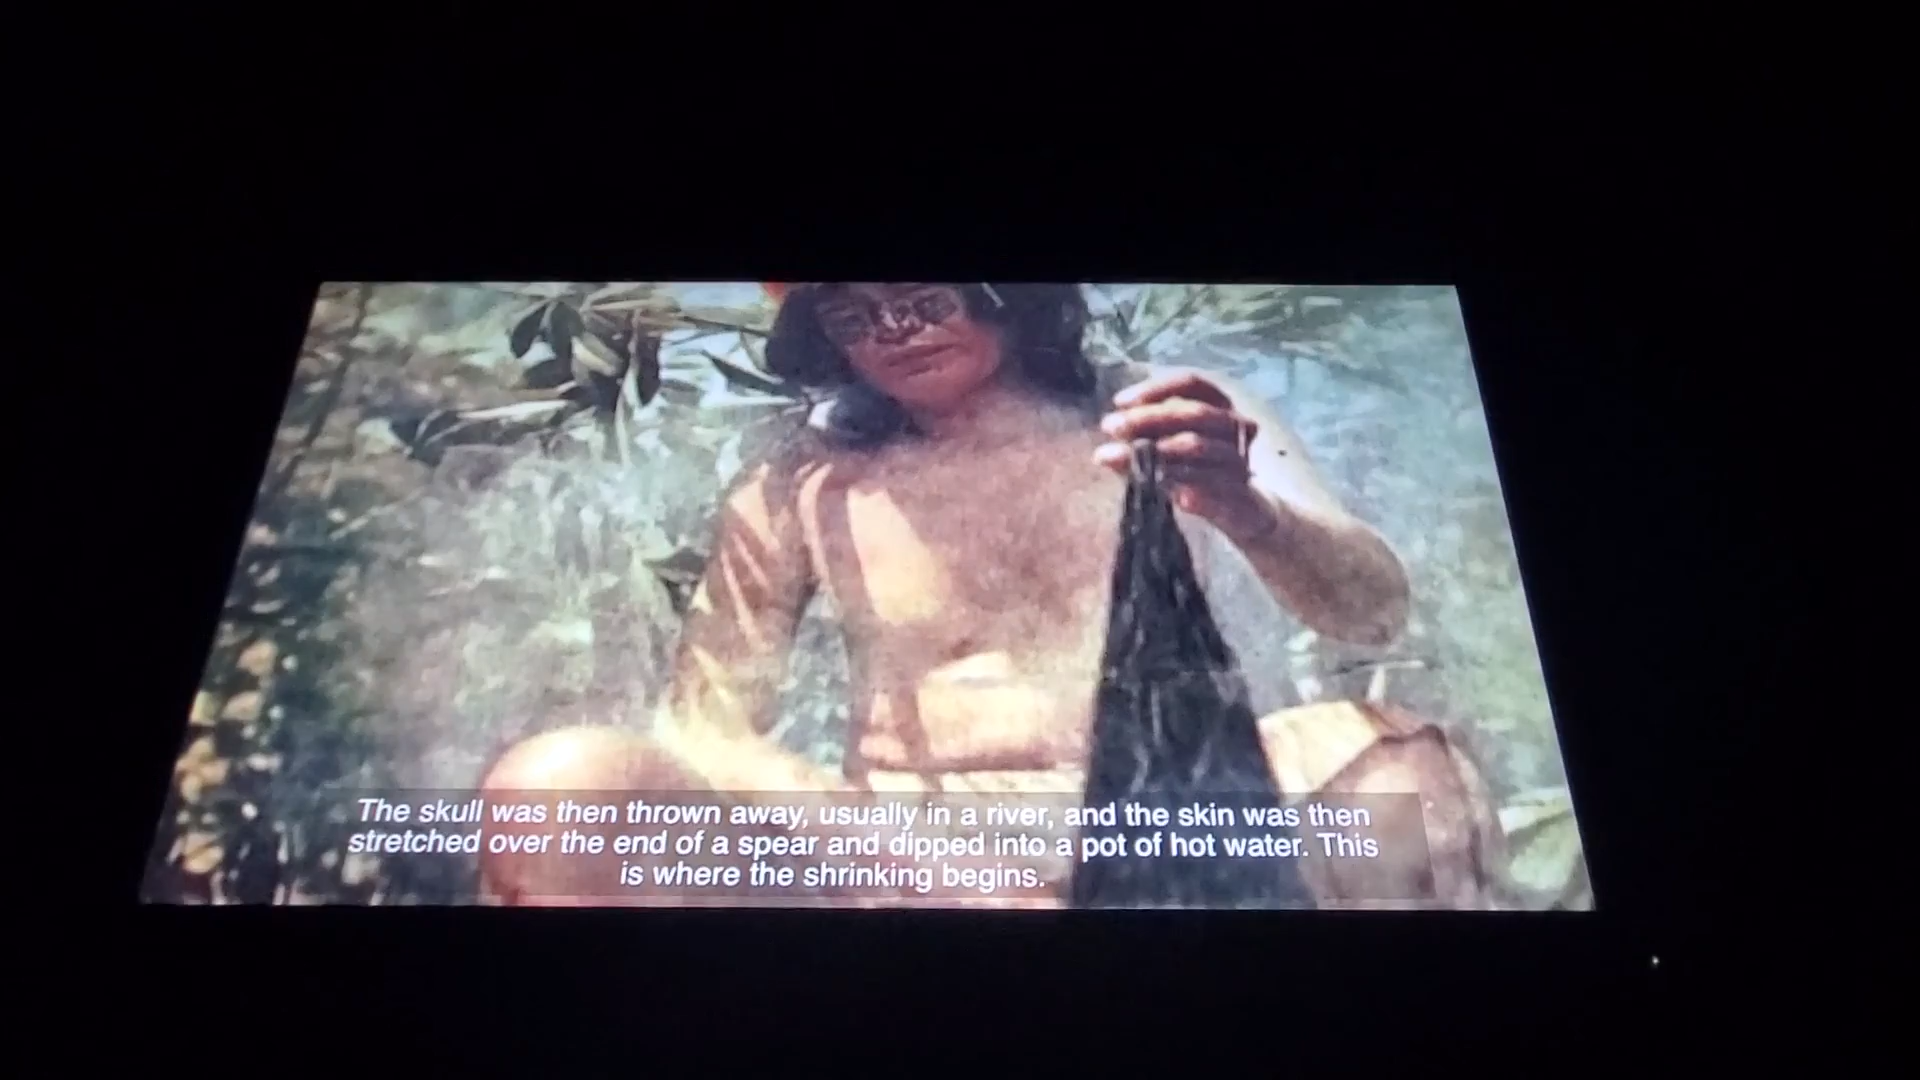 The skull was then thrown away, usually in a river, and the skin was then
stretched over the end of a spear and dipped into a pot of hot water. This
is where the shrinking begins.